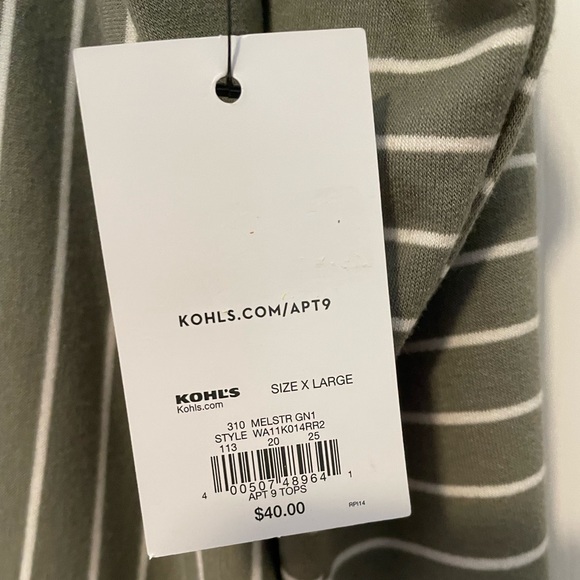 KOHLS.COM/APT9
KOHL'S SIZE X LARGE
Kohls.com
310 MELSTR GN1
STYLE WA11K014RR2
113 20 25
4 00507 48964 1
APT 9 TOPS
$40.00 RPI14